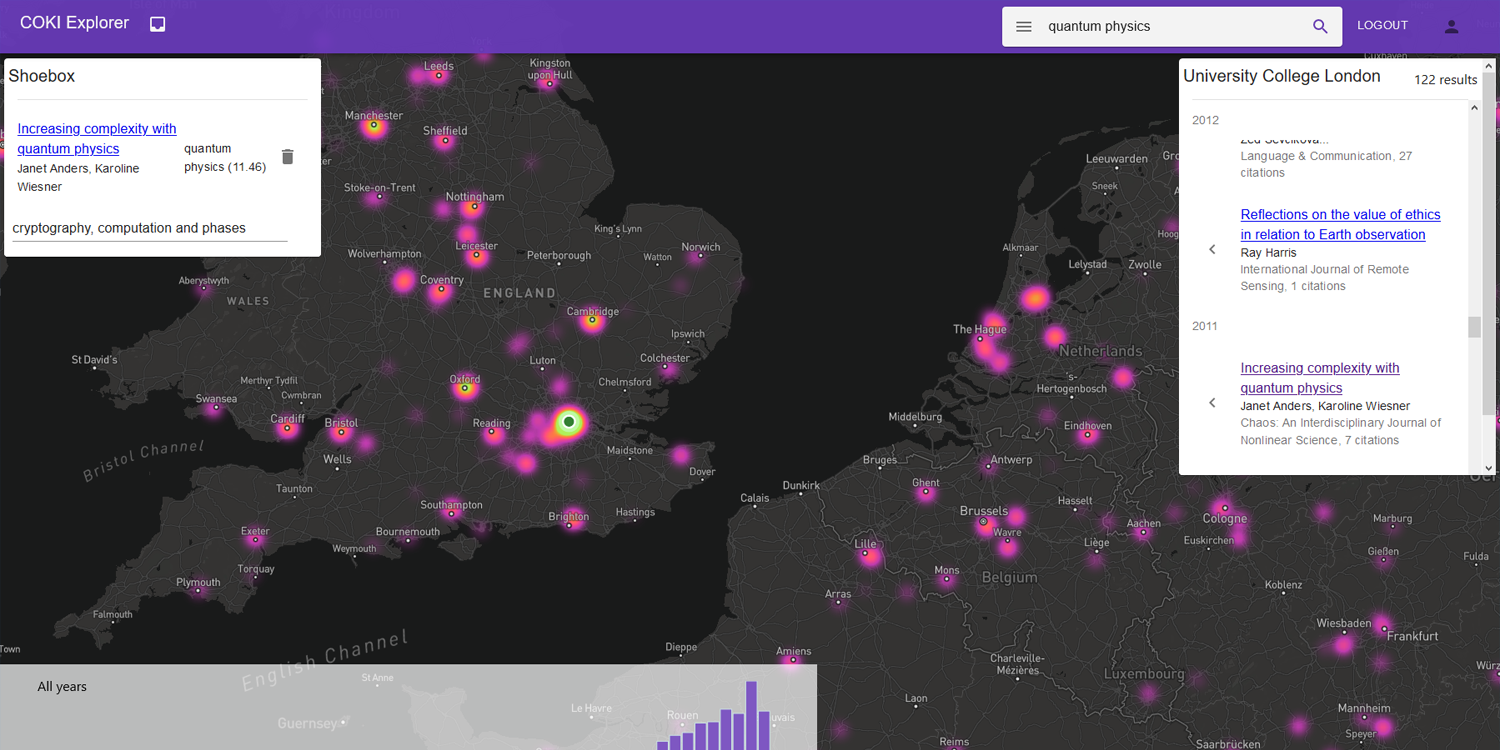 COKI Explorer
quantum physics
LOGOUT
Shoebox
Increasing complexity with
quantum physics
Janet Anders, Karoline
Wiesner
quantum
physics (11.46)
cryptography, computation and phases
University College London
122 results
2012
Language & Communication, 27
citations
Reflections on the value of ethics
in relation to Earth observation
Ray Harris
International Journal of Remote
Sensing, 1 citations
2011
Increasing complexity with
quantum physics
Janet Anders, Karoline Wiesner
Chaos: An Interdisciplinary Journal of
Nonlinear Science, 7 citations
Leeds
Kingston
upon Hull
Manchester
Sheffield
Stoke-on-Trent
Nottingham
King's Lynn
Leicester
Norwich
Wolverhampton
Peterborough
Watton
Aberystwyth
Coventry
WALES
ENGLAND
Cambridge
Ipswich
St David's
Luton
Colchester
Merthyr Tydfil
Oxford
Chelmsford
Cwmbran
Swansea
Cardiff
Bristol
Reading
Bristol Channel
Wells
Maidstone
Dover
Taunton
Southampton
Brighton
Hastings
Exeter
Bournemouth
Weymouth
Torquay
Plymouth
Falmouth
English Channel
Leeuwarden
Sneek
Alkmaar
Lelystad
Zwolle
The Hague
Netherlands
's-
Hertogenbosch
Middelburg
Eindhoven
Bruges
Antwerp
Dunkirk
Calais
Ghent
Hasselt
Brussels
Wavre
Aachen
Cologne
Marburg
Lille
Liège
Euskirchen
Gießen
Fulda
Mons
Belgium
Koblenz
Arras
Wiesbaden
Frankfurt
Dieppe
Amiens
Charleville-
Mézières
Luxembourg
All years
St Anne
Le Havre
Rouen
Guernsey
Laon
Mannheim
Reims
Saarbrücken
Speyer